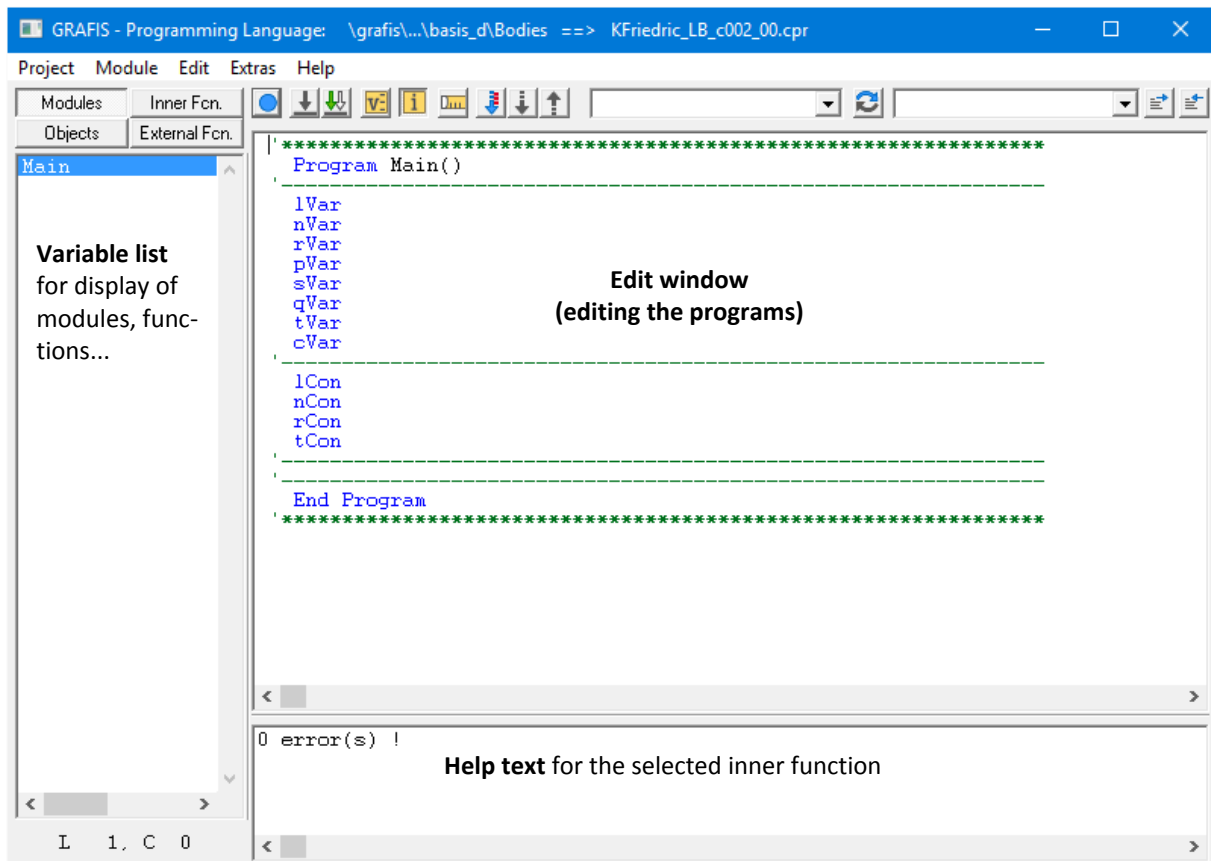 GRAFIS - Programming Language: \grafis\...\basis_d\Bodies ==> KFriedric_LB_c002_00.cpr
Project Module Edit Extras Help
Modules Inner Fcn.
Objects External Fcn.
Main
Variable list
for display of
modules, func-
tions...
'***************************************************************
Program Main()
'---------------------------------------------------------------
lVar
nVar
rVar
pVar
sVar
qVar
tVar
cVar
'---------------------------------------------------------------
lCon
nCon
rCon
tCon
'---------------------------------------------------------------
'---------------------------------------------------------------
End Program
'***************************************************************
Edit window
(editing the programs)
0 error(s) !
Help text for the selected inner function
L 1, C 0